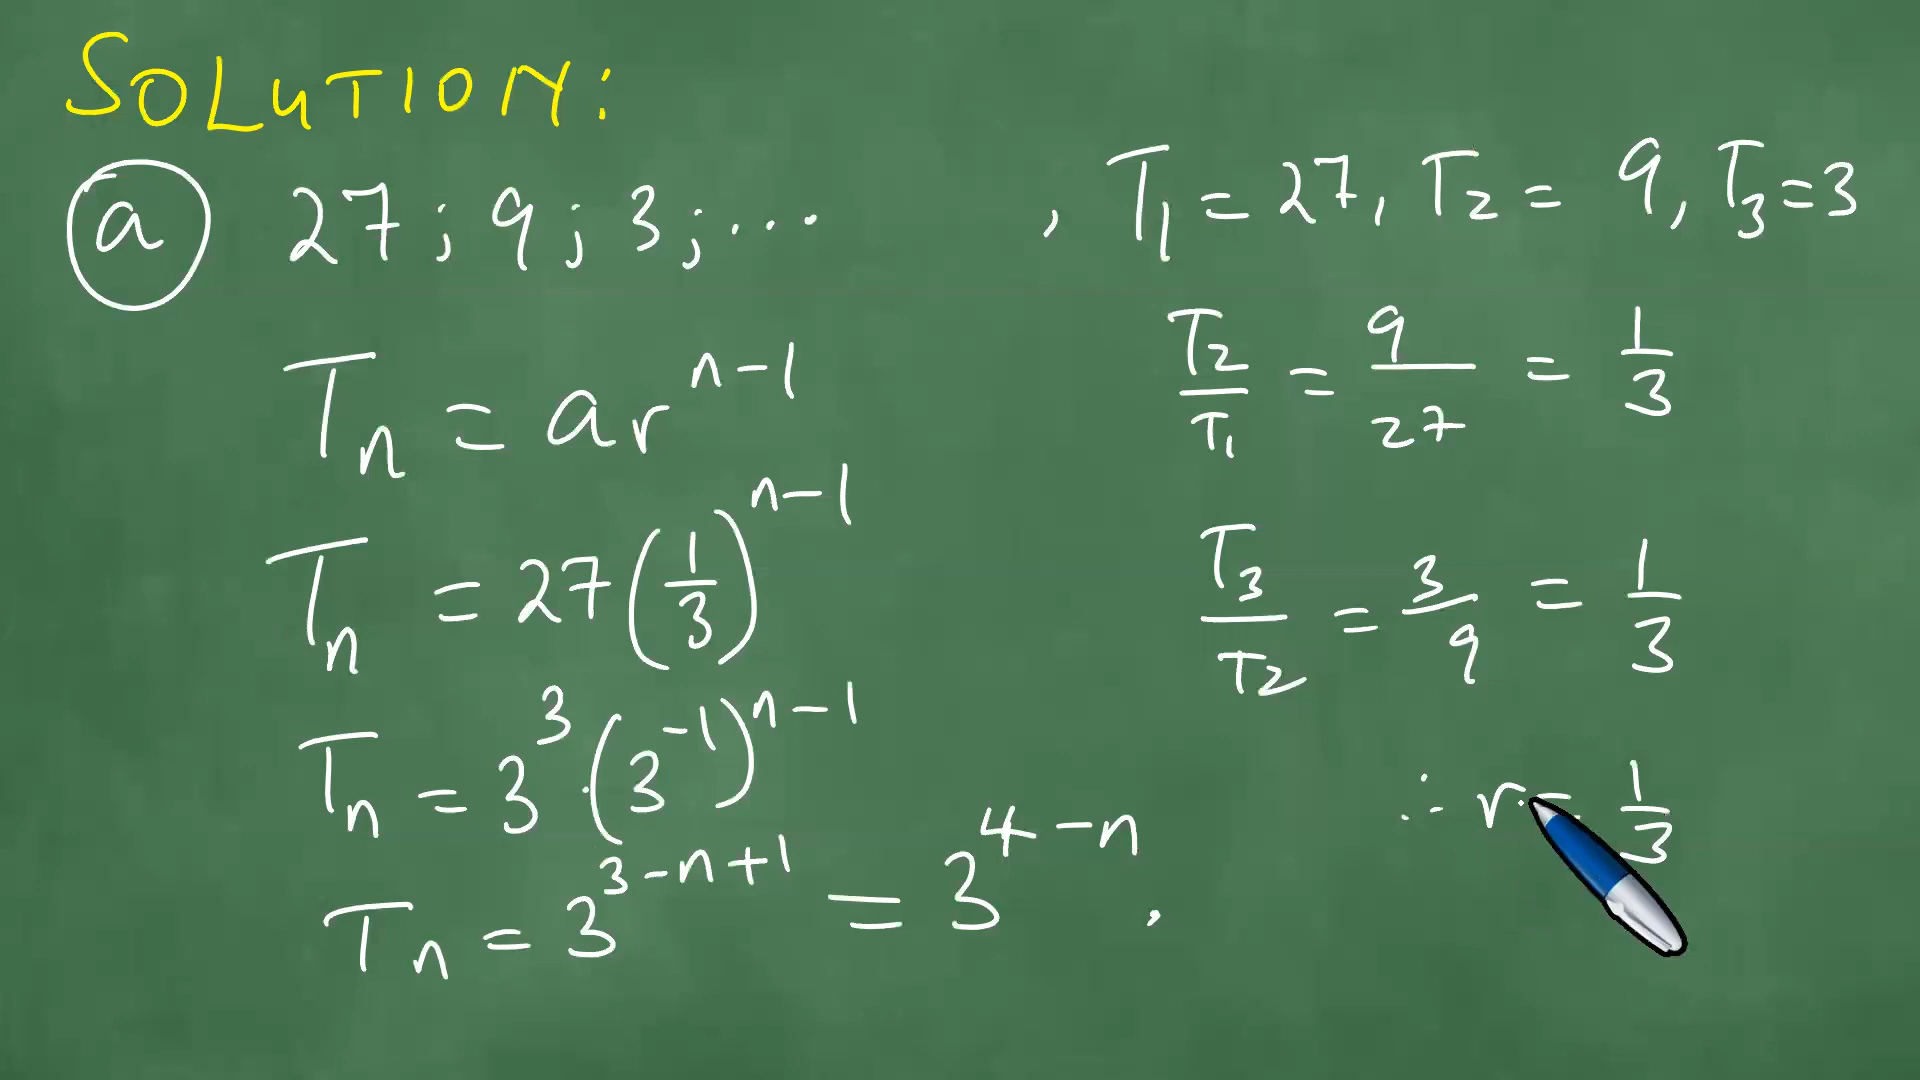 SOLUTION:
a 27; 9; 3; ... , T₁ = 27, T₂ = 9, T₃ = 3
Tₙ = ar^(n-1)
T₂/T₁ = 9/27 = 1/3
Tₙ = 27(1/3)^(n-1)
T₃/T₂ = 3/9 = 1/3
Tₙ = 3³·(3⁻¹)^(n-1)
∴ r = 1/3
Tₙ = 3^(3-n+1) = 3^(4-n).